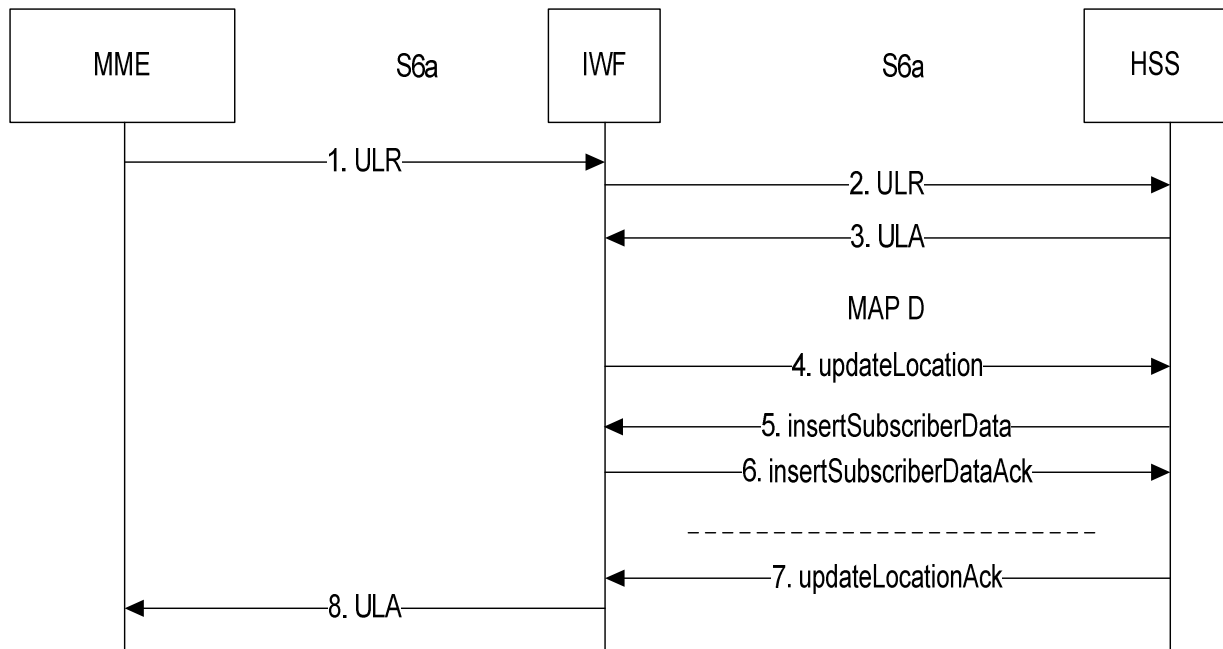 MME
S6a
IWF
S6a
HSS
1. ULR
2. ULR
3. ULA
MAP D
4. updateLocation
5. insertSubscriberData
6. insertSubscriberDataAck
7. updateLocationAck
8. ULA